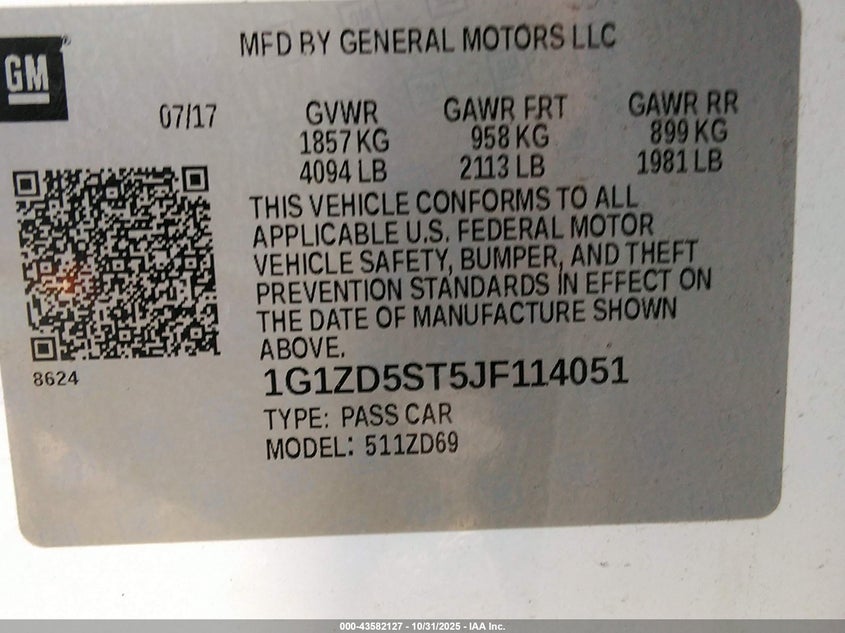 MFD BY GENERAL MOTORS LLC
GM
07/17 GVWR GAWR FRT GAWR RR
1857 KG 958 KG 899 KG
4094 LB 2113 LB 1981 LB
THIS VEHICLE CONFORMS TO ALL
APPLICABLE U.S. FEDERAL MOTOR
VEHICLE SAFETY, BUMPER, AND THEFT
PREVENTION STANDARDS IN EFFECT ON
THE DATE OF MANUFACTURE SHOWN
ABOVE.
8624
1G1ZD5ST5JF114051
TYPE: PASS CAR
MODEL: 511ZD69
000-43582127 - 10/31/2025 - IAA Inc.